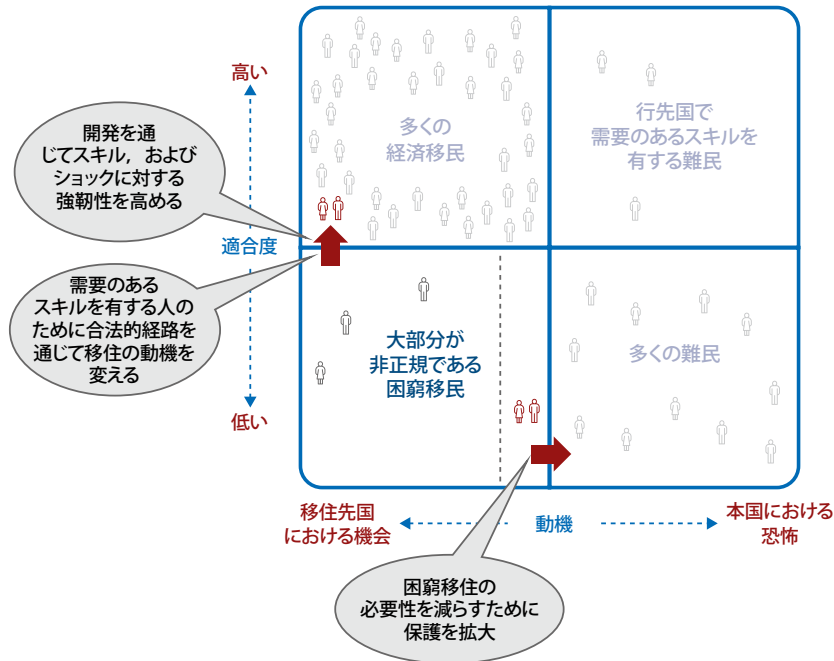 高い
適合度
低い
開発を通
じてスキル，および
ショックに対する
強靭性を高める
需要のある
スキルを有する人の
ために合法的経路を
通じて移住の動機を
変える
多くの
経済移民
行先国で
需要のあるスキルを
有する難民
大部分が
非正規である
困窮移民
多くの難民
移住先国
における機会
動機
本国における
恐怖
困窮移住の
必要性を減らすために
保護を拡大